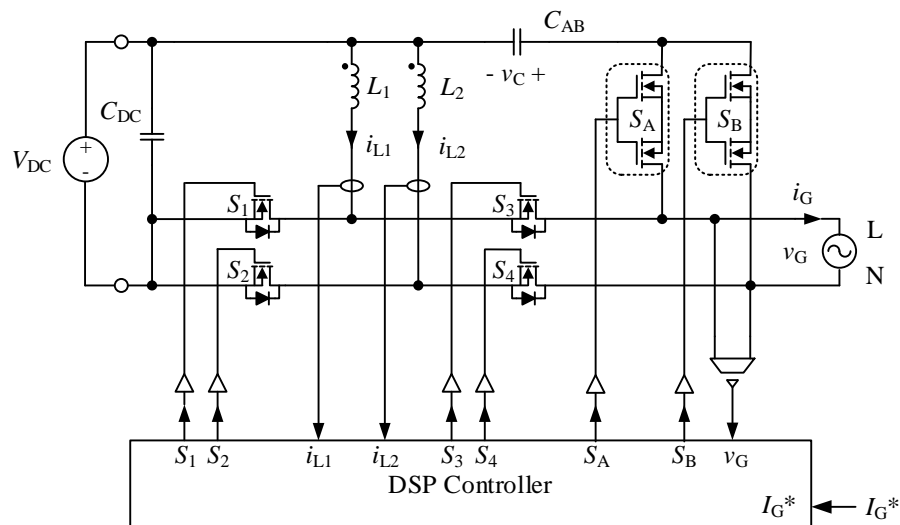 C_AB
- v_C +
L_1 L_2 S_A S_B
C_DC
V_DC + -
i_L1 i_L2
S_1 S_3 i_G
L
v_G
S_2 S_4 N
S_1 S_2 i_L1 i_L2 S_3 S_4 S_A S_B v_G
DSP Controller
I_G* I_G*